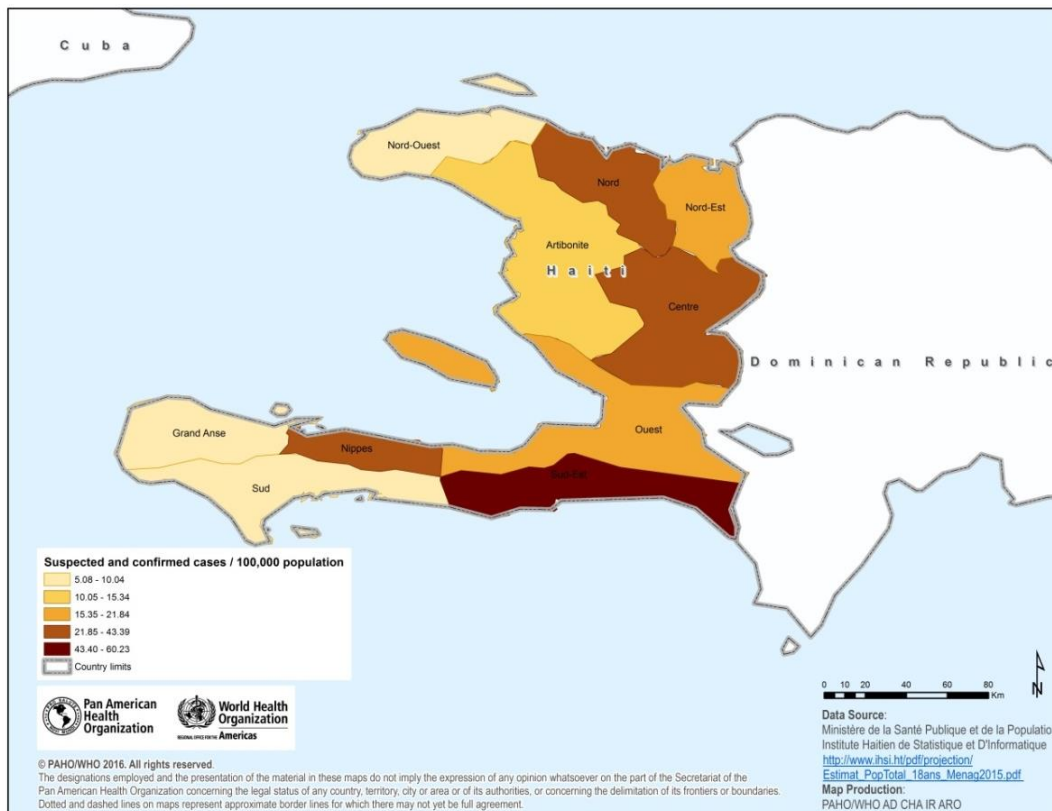 Cuba
Nord-Ouest
Nord
Nord-Est
Artibonite
Haiti
Centre
Dominican Republic
Ouest
Grand Anse
Nippes
Sud-Est
Sud
Suspected and confirmed cases / 100,000 population
5.08 - 10.04
10.05 - 15.34
15.35 - 21.84
21.85 - 43.39
43.40 - 60.23
Country limits
Pan American
Health
Organization
World Health
Organization
REGIONAL OFFICE FOR THE Americas
0 10 20 40 60 80
Km
N
Data Source:
Ministère de la Santé Publique et de la Populatio
Institute Haitien de Statistique et D'Informatique
http://www.ihsi.ht/pdf/projection/
Estimat_PopTotal_18ans_Menag2015.pdf
Map Production:
PAHO/WHO AD CHA IR ARO
© PAHO/WHO 2016. All rights reserved.
The designations employed and the presentation of the material in these maps do not imply the expression of any opinion whatsoever on the part of the Secretariat of the
Pan American Health Organization concerning the legal status of any country, territory, city or area or of its authorities, or concerning the delimitation of its frontiers or boundaries.
Dotted and dashed lines on maps represent approximate border lines for which there may not yet be full agreement.